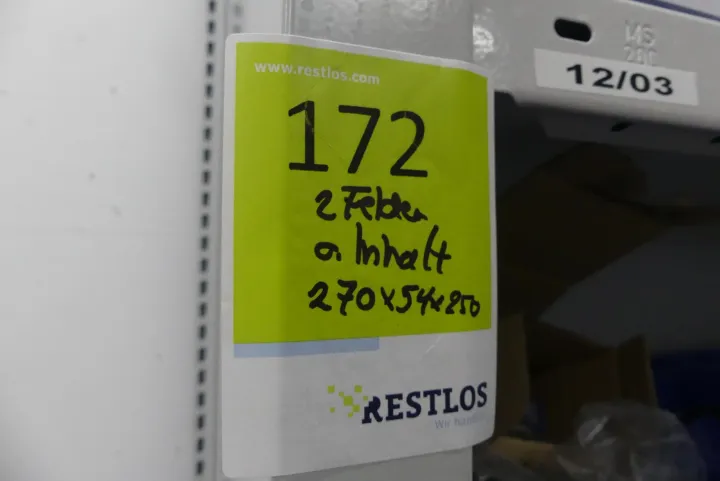 www.restlos.com
172
2 Felder
o. Inhalt
270x54x250
RESTLOS
12/03